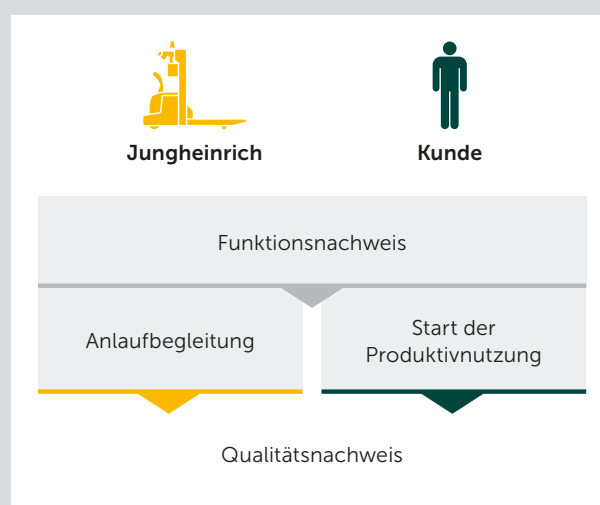 Jungheinrich
Kunde
Funktionsnachweis
Anlaufbegleitung
Start der
Produktivnutzung
Qualitätsnachweis